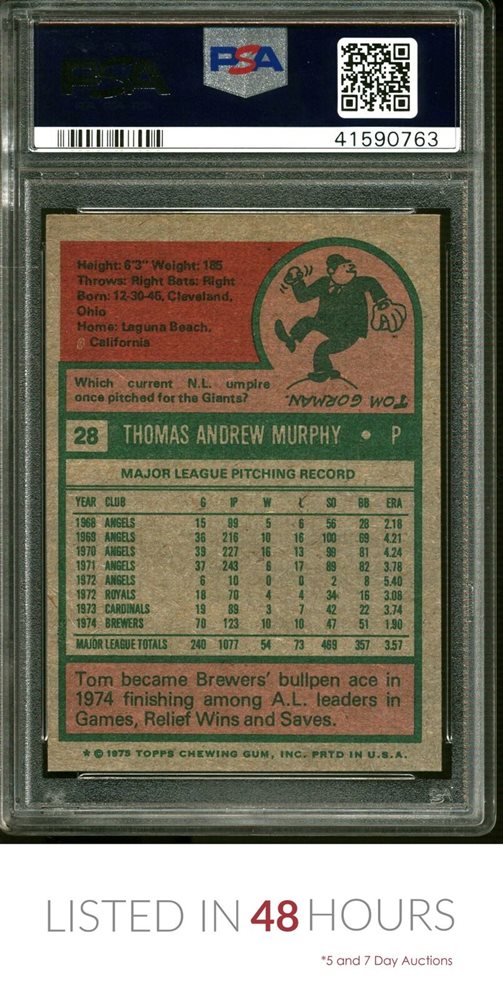 PSA
PSA
41590763
Height: 6'3" Weight: 185
Throws: Right Bats: Right
Born: 12-30-45, Cleveland,
Ohio
Home: Laguna Beach,
California
Which current N.L. umpire
once pitched for the Giants?
TOM GORMAN.
28 THOMAS ANDREW MURPHY • P
MAJOR LEAGUE PITCHING RECORD
YEAR CLUB G IP W L SO BB ERA
1968 ANGELS 15 99 5 6 56 28 2.18
1969 ANGELS 36 216 10 16 100 69 4.21
1970 ANGELS 39 227 16 13 99 81 4.24
1971 ANGELS 37 243 6 17 89 82 3.78
1972 ANGELS 6 10 0 0 2 8 5.40
1972 ROYALS 18 70 4 4 34 16 3.08
1973 CARDINALS 19 89 3 7 42 22 3.74
1974 BREWERS 70 123 10 10 47 51 1.90
MAJOR LEAGUE TOTALS 240 1077 54 73 469 357 3.57
Tom became Brewers' bullpen ace in
1974 finishing among A.L. leaders in
Games, Relief Wins and Saves.
* © 1975 TOPPS CHEWING GUM, INC. PRTD IN U.S.A.
LISTED IN 48 HOURS
*5 and 7 Day Auctions